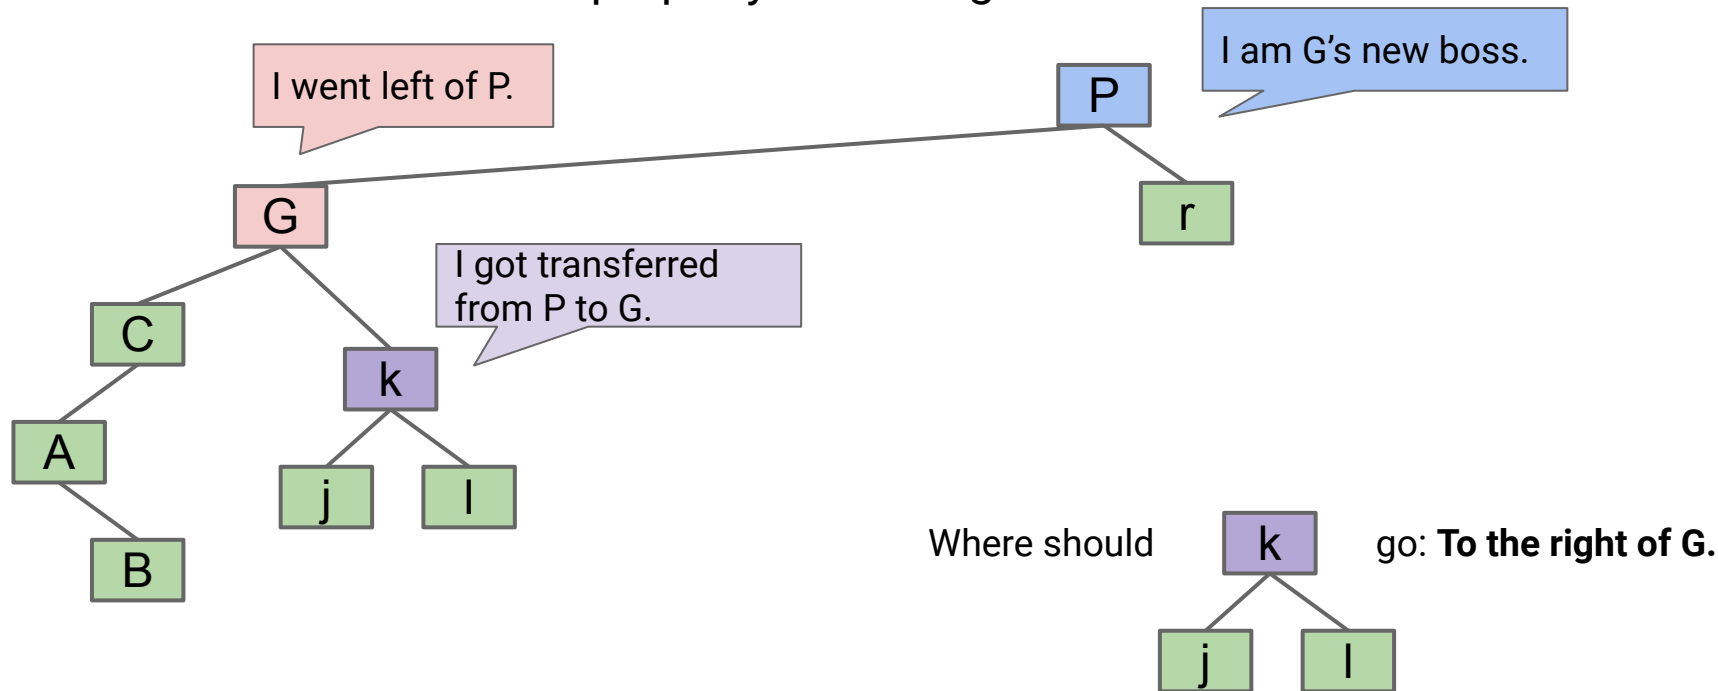 I went left of P.
I am G’s new boss.
P
G
r
I got transferred
from P to G.
C
k
A
j
l
B
Where should k go: To the right of G.
j
l